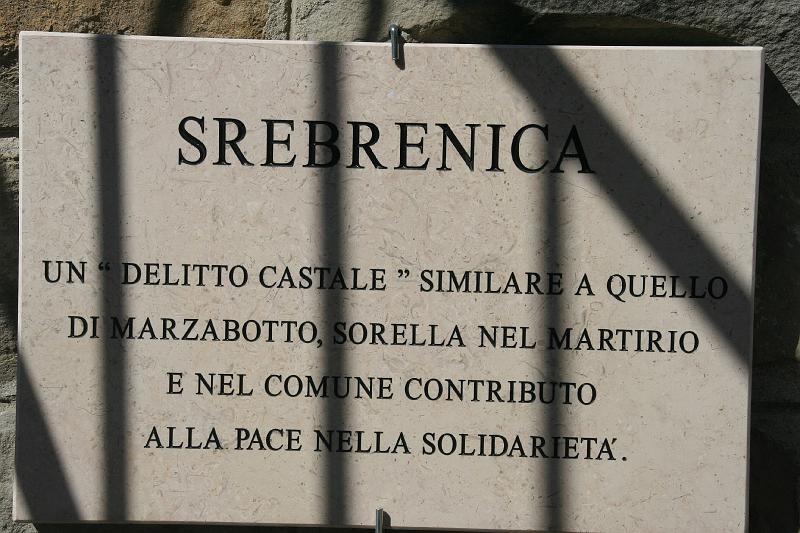 SREBRENICA
UN “ DELITTO CASTALE ” SIMILARE A QUELLO
DI MARZABOTTO, SORELLA NEL MARTIRIO
E NEL COMUNE CONTRIBUTO
ALLA PACE NELLA SOLIDARIETA´.